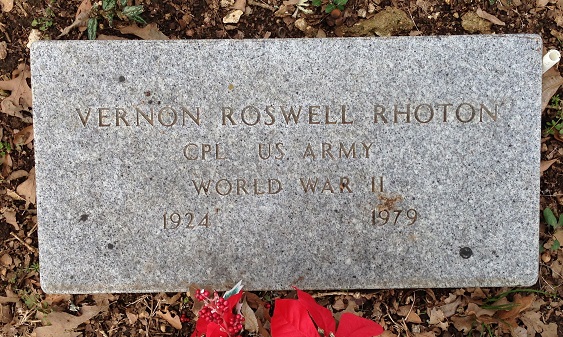 VERNON ROSWELL RHOTON
CPL US ARMY
WORLD WAR II
1924 1979